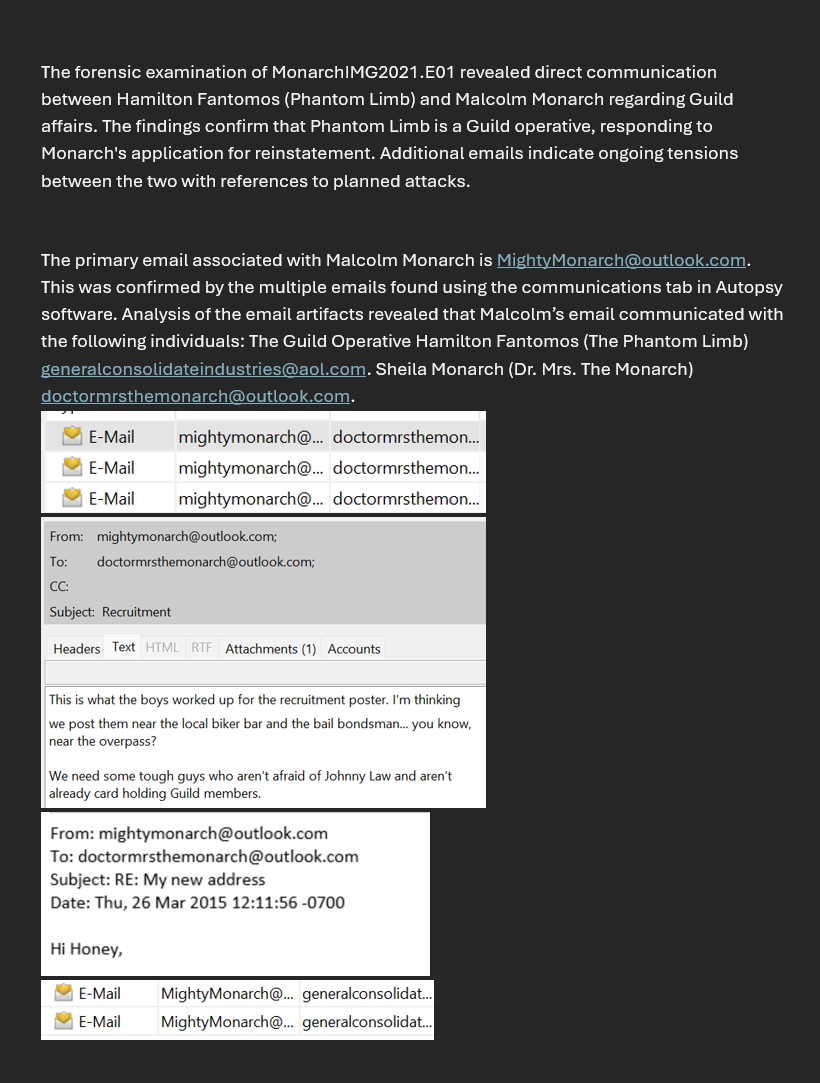 The forensic examination of MonarchIMG2021.E01 revealed direct communication
between Hamilton Fantomos (Phantom Limb) and Malcolm Monarch regarding Guild
affairs. The findings confirm that Phantom Limb is a Guild operative, responding to
Monarch's application for reinstatement. Additional emails indicate ongoing tensions
between the two with references to planned attacks.
The primary email associated with Malcolm Monarch is MightyMonarch@outlook.com.
This was confirmed by the multiple emails found using the communications tab in Autopsy
software. Analysis of the email artifacts revealed that Malcolm’s email communicated with
the following individuals: The Guild Operative Hamilton Fantomos (The Phantom Limb)
generalconsolidateindustries@aol.com. Sheila Monarch (Dr. Mrs. The Monarch)
doctormrsthemonarch@outlook.com.
E-Mail mightymonarch@... doctormrsthemon...
E-Mail mightymonarch@... doctormrsthemon...
E-Mail mightymonarch@... doctormrsthemon...
From: mightymonarch@outlook.com;
To: doctormrsthemonarch@outlook.com;
CC:
Subject: Recruitment
Headers Text HTML RTF Attachments (1) Accounts
This is what the boys worked up for the recruitment poster. I'm thinking
we post them near the local biker bar and the bail bondsman... you know,
near the overpass?
We need some tough guys who aren't afraid of Johnny Law and aren't
already card holding Guild members.
From: mightymonarch@outlook.com
To: doctormrsthemonarch@outlook.com
Subject: RE: My new address
Date: Thu, 26 Mar 2015 12:11:56 -0700
Hi Honey,
E-Mail MightyMonarch@... generalconsolidat...
E-Mail MightyMonarch@... generalconsolidat...